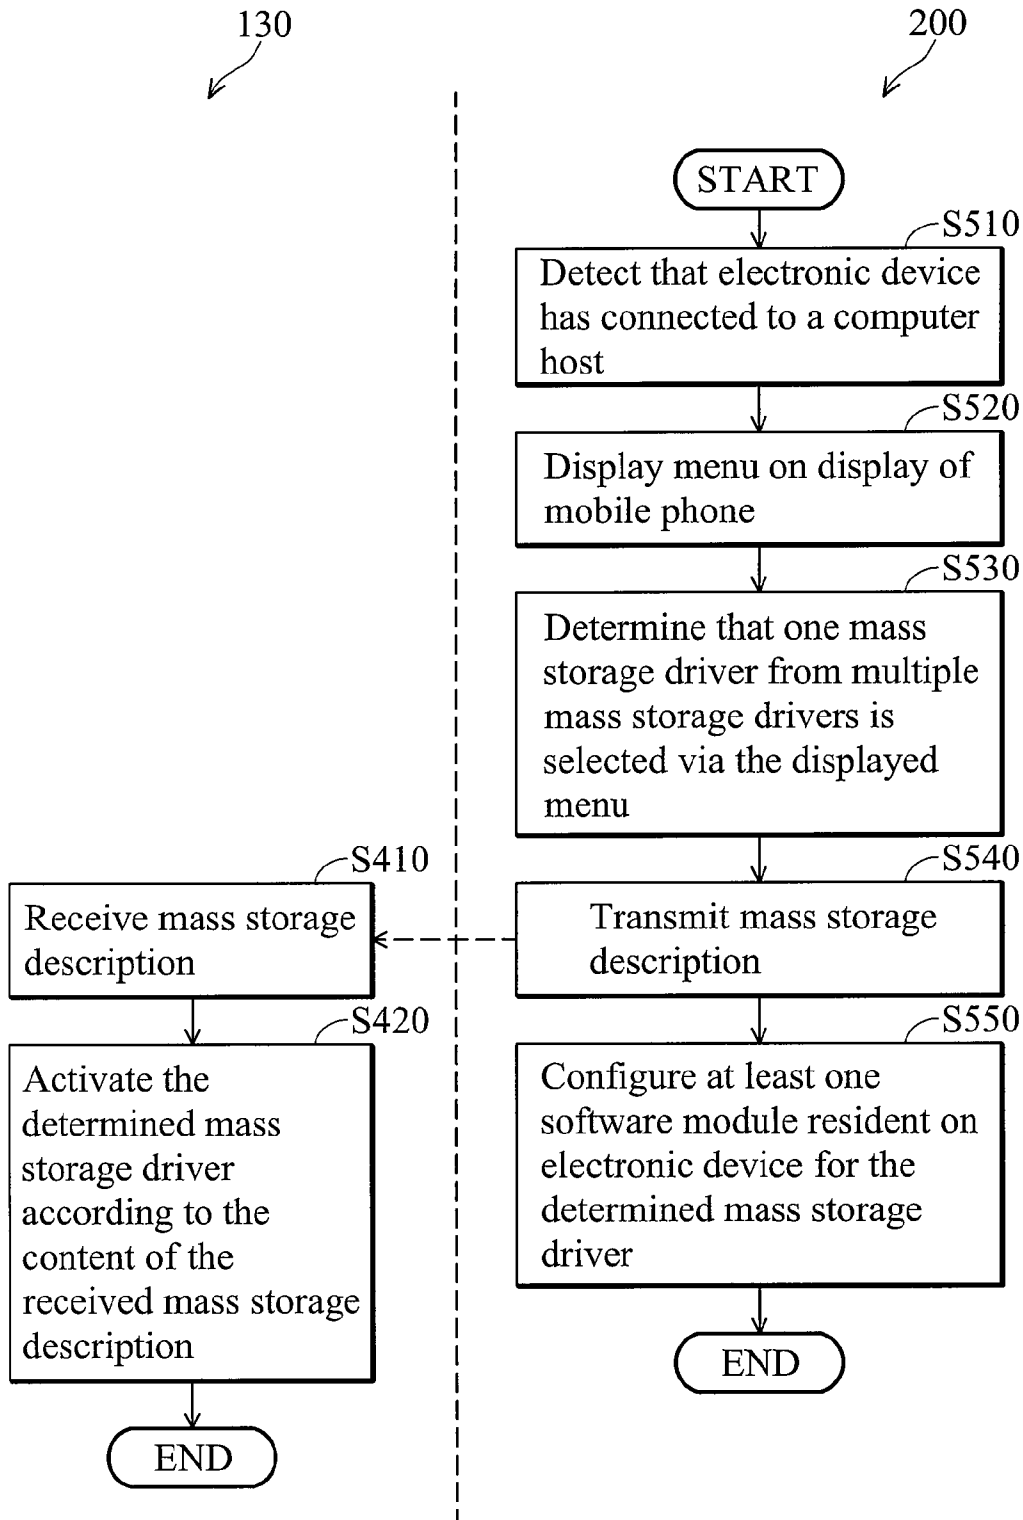 130
200
START
S510
Detect that electronic device
has connected to a computer
host
S520
Display menu on display of
mobile phone
S530
Determine that one mass
storage driver from multiple
mass storage drivers is
selected via the displayed
menu
S540
Transmit mass storage
description
S410
Receive mass storage
description
S550
Configure at least one
software module resident on
electronic device for the
determined mass storage
driver
END
S420
Activate the
determined mass
storage driver
according to the
content of the
received mass storage
description
END